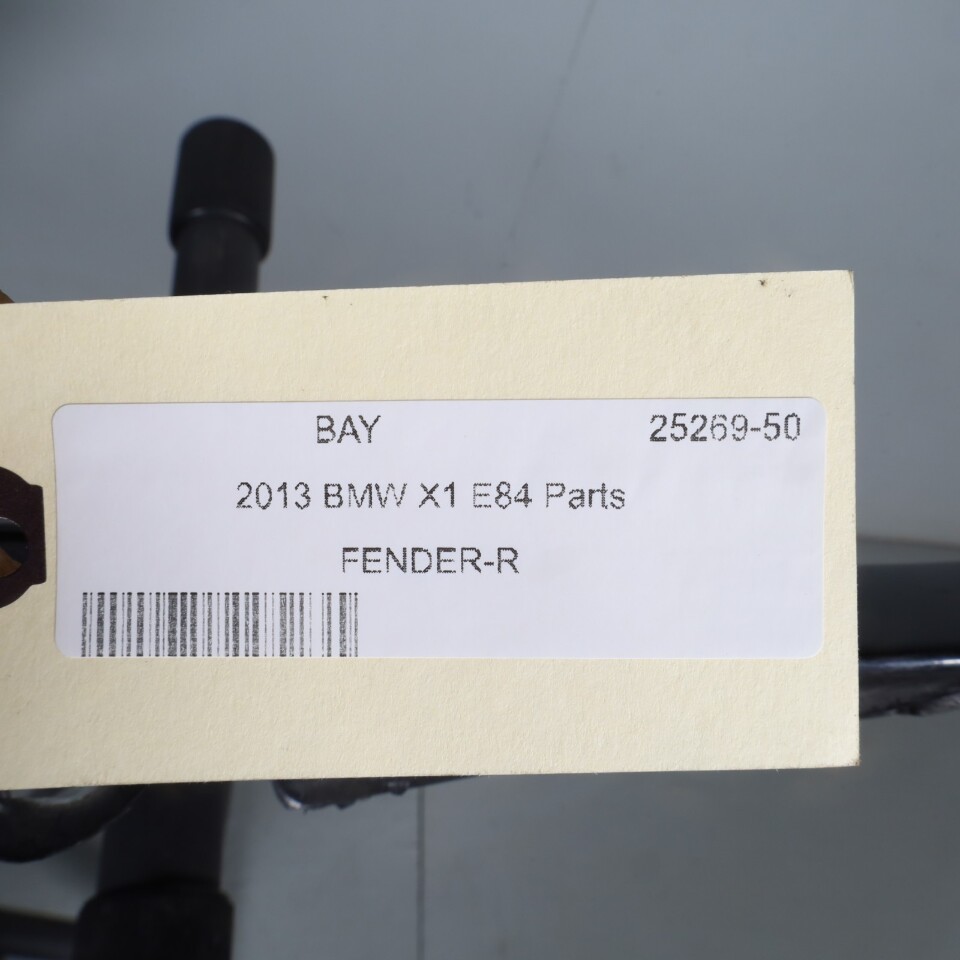 BAY 25269-50
2013 BMW X1 E84 Parts
FENDER-R